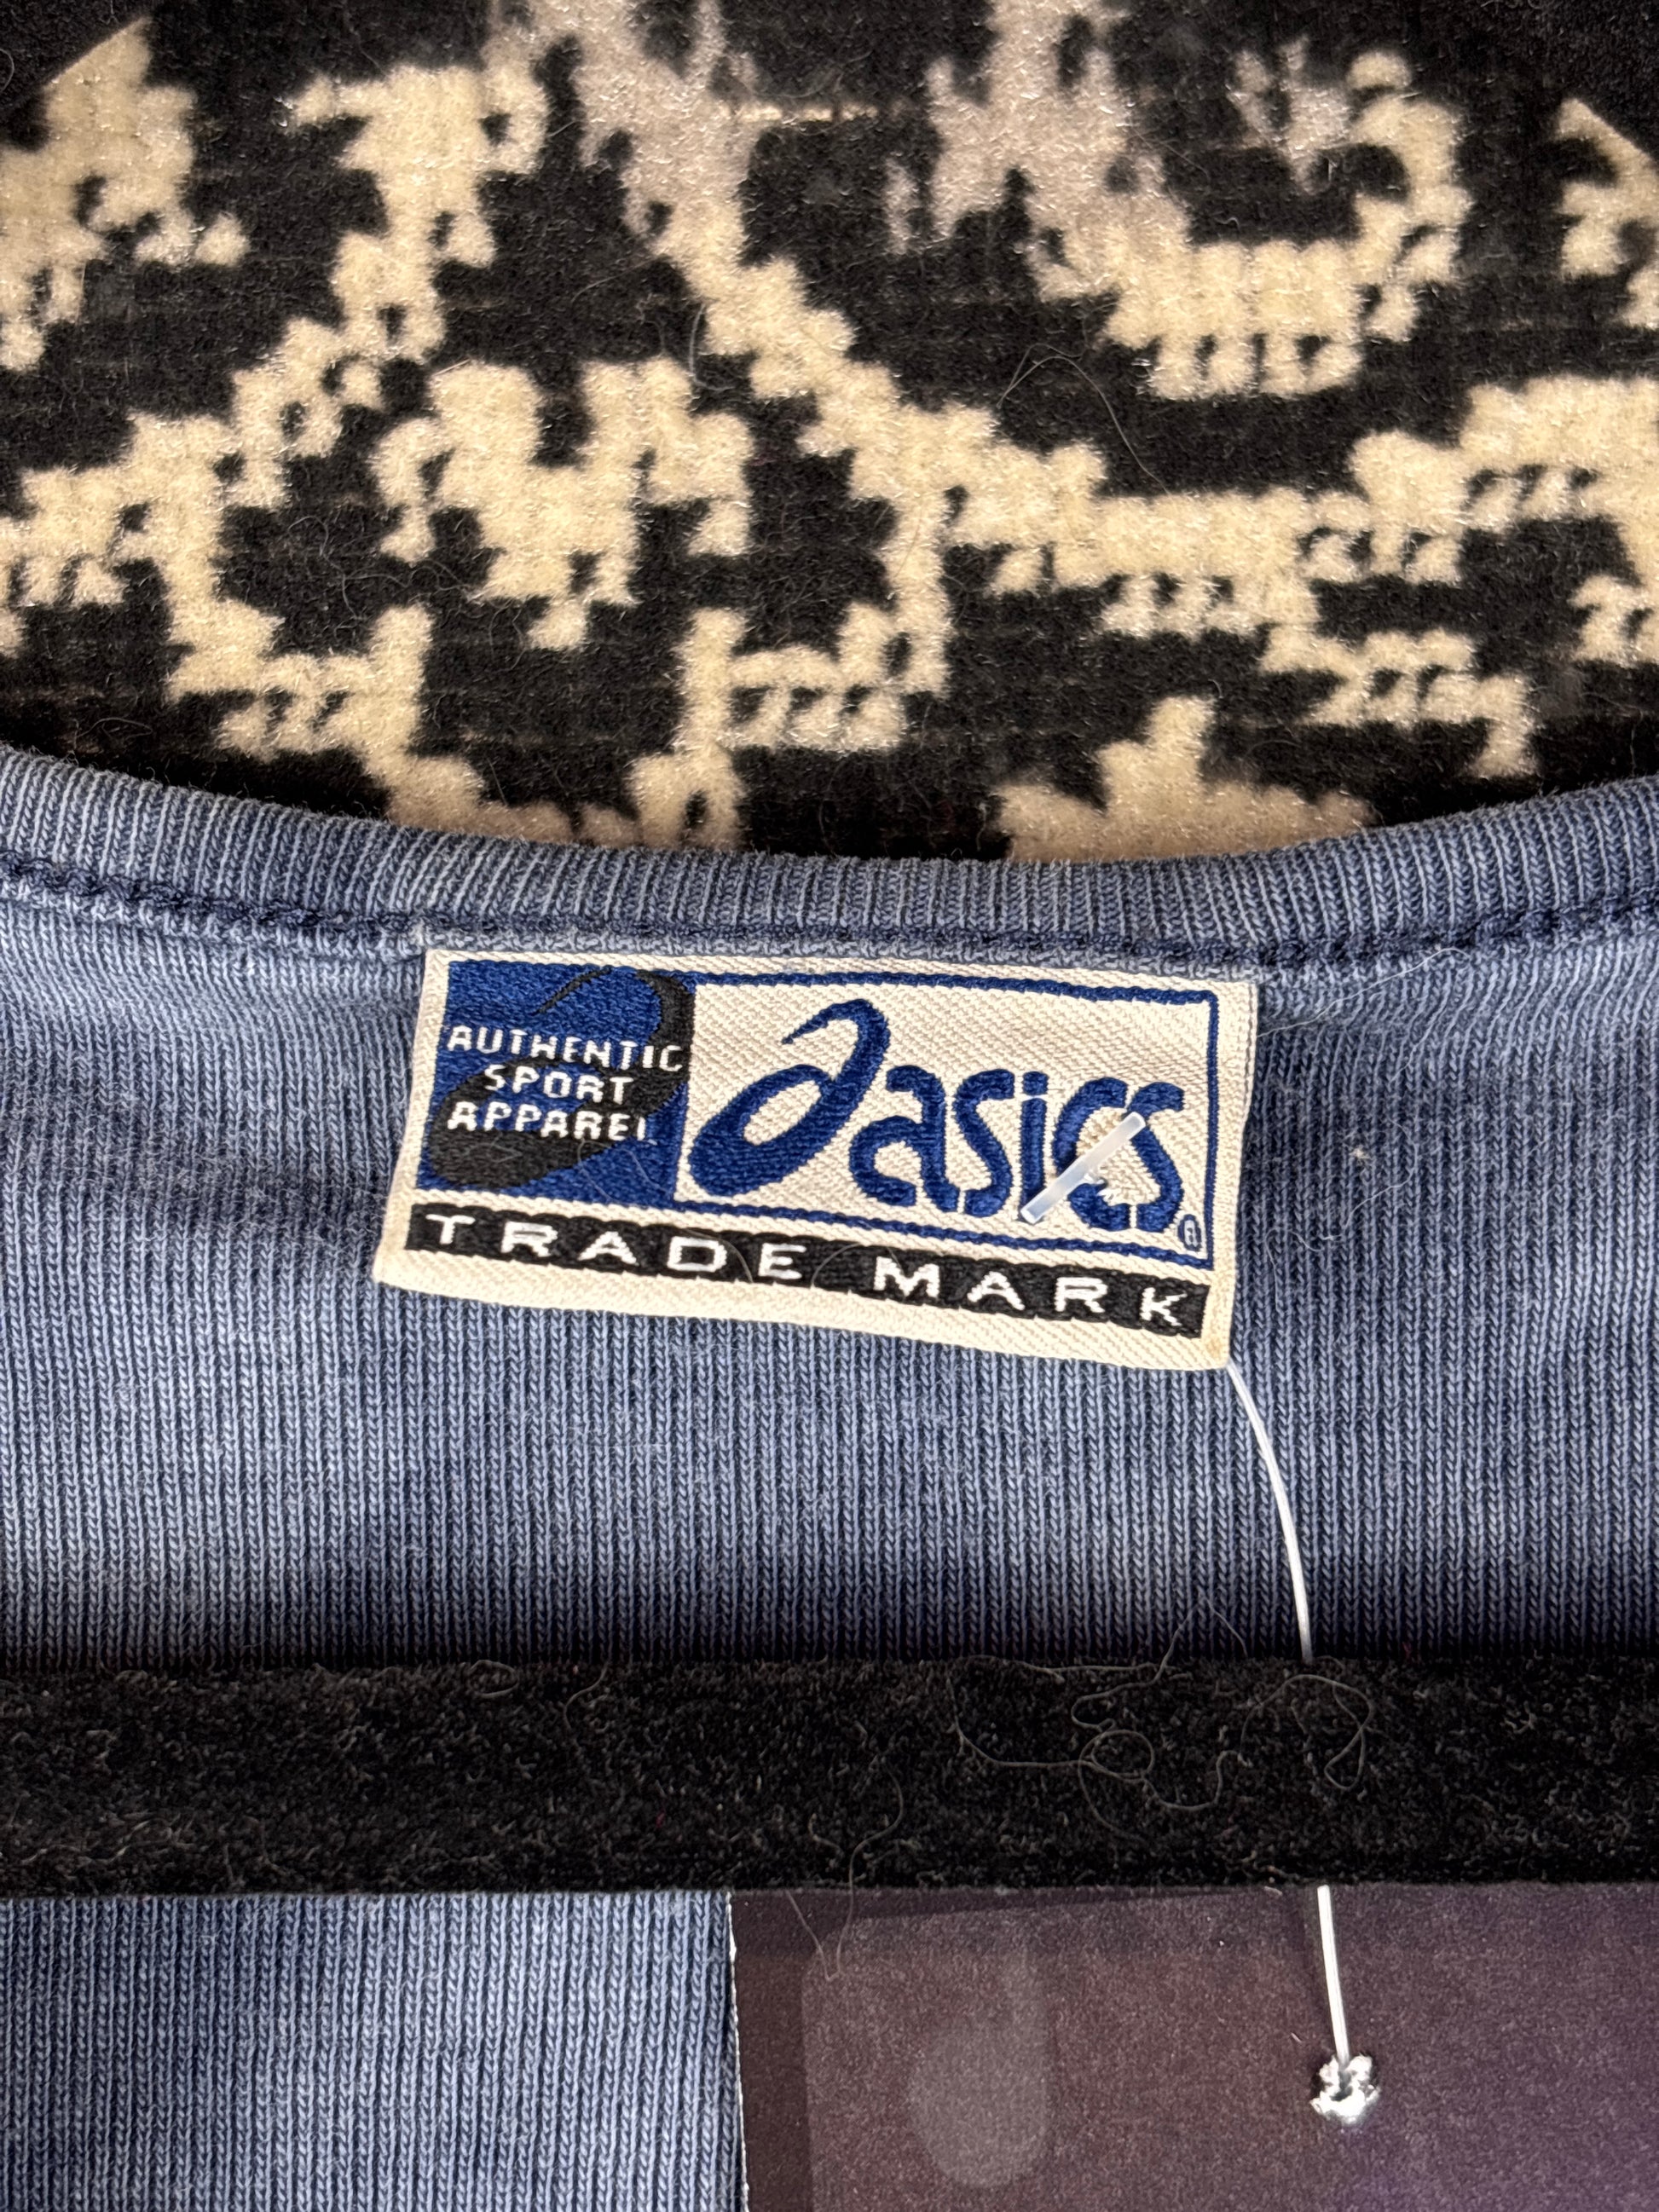 AUTHENTIC
SPORT
APPAREL
asics®
TRADE MARK